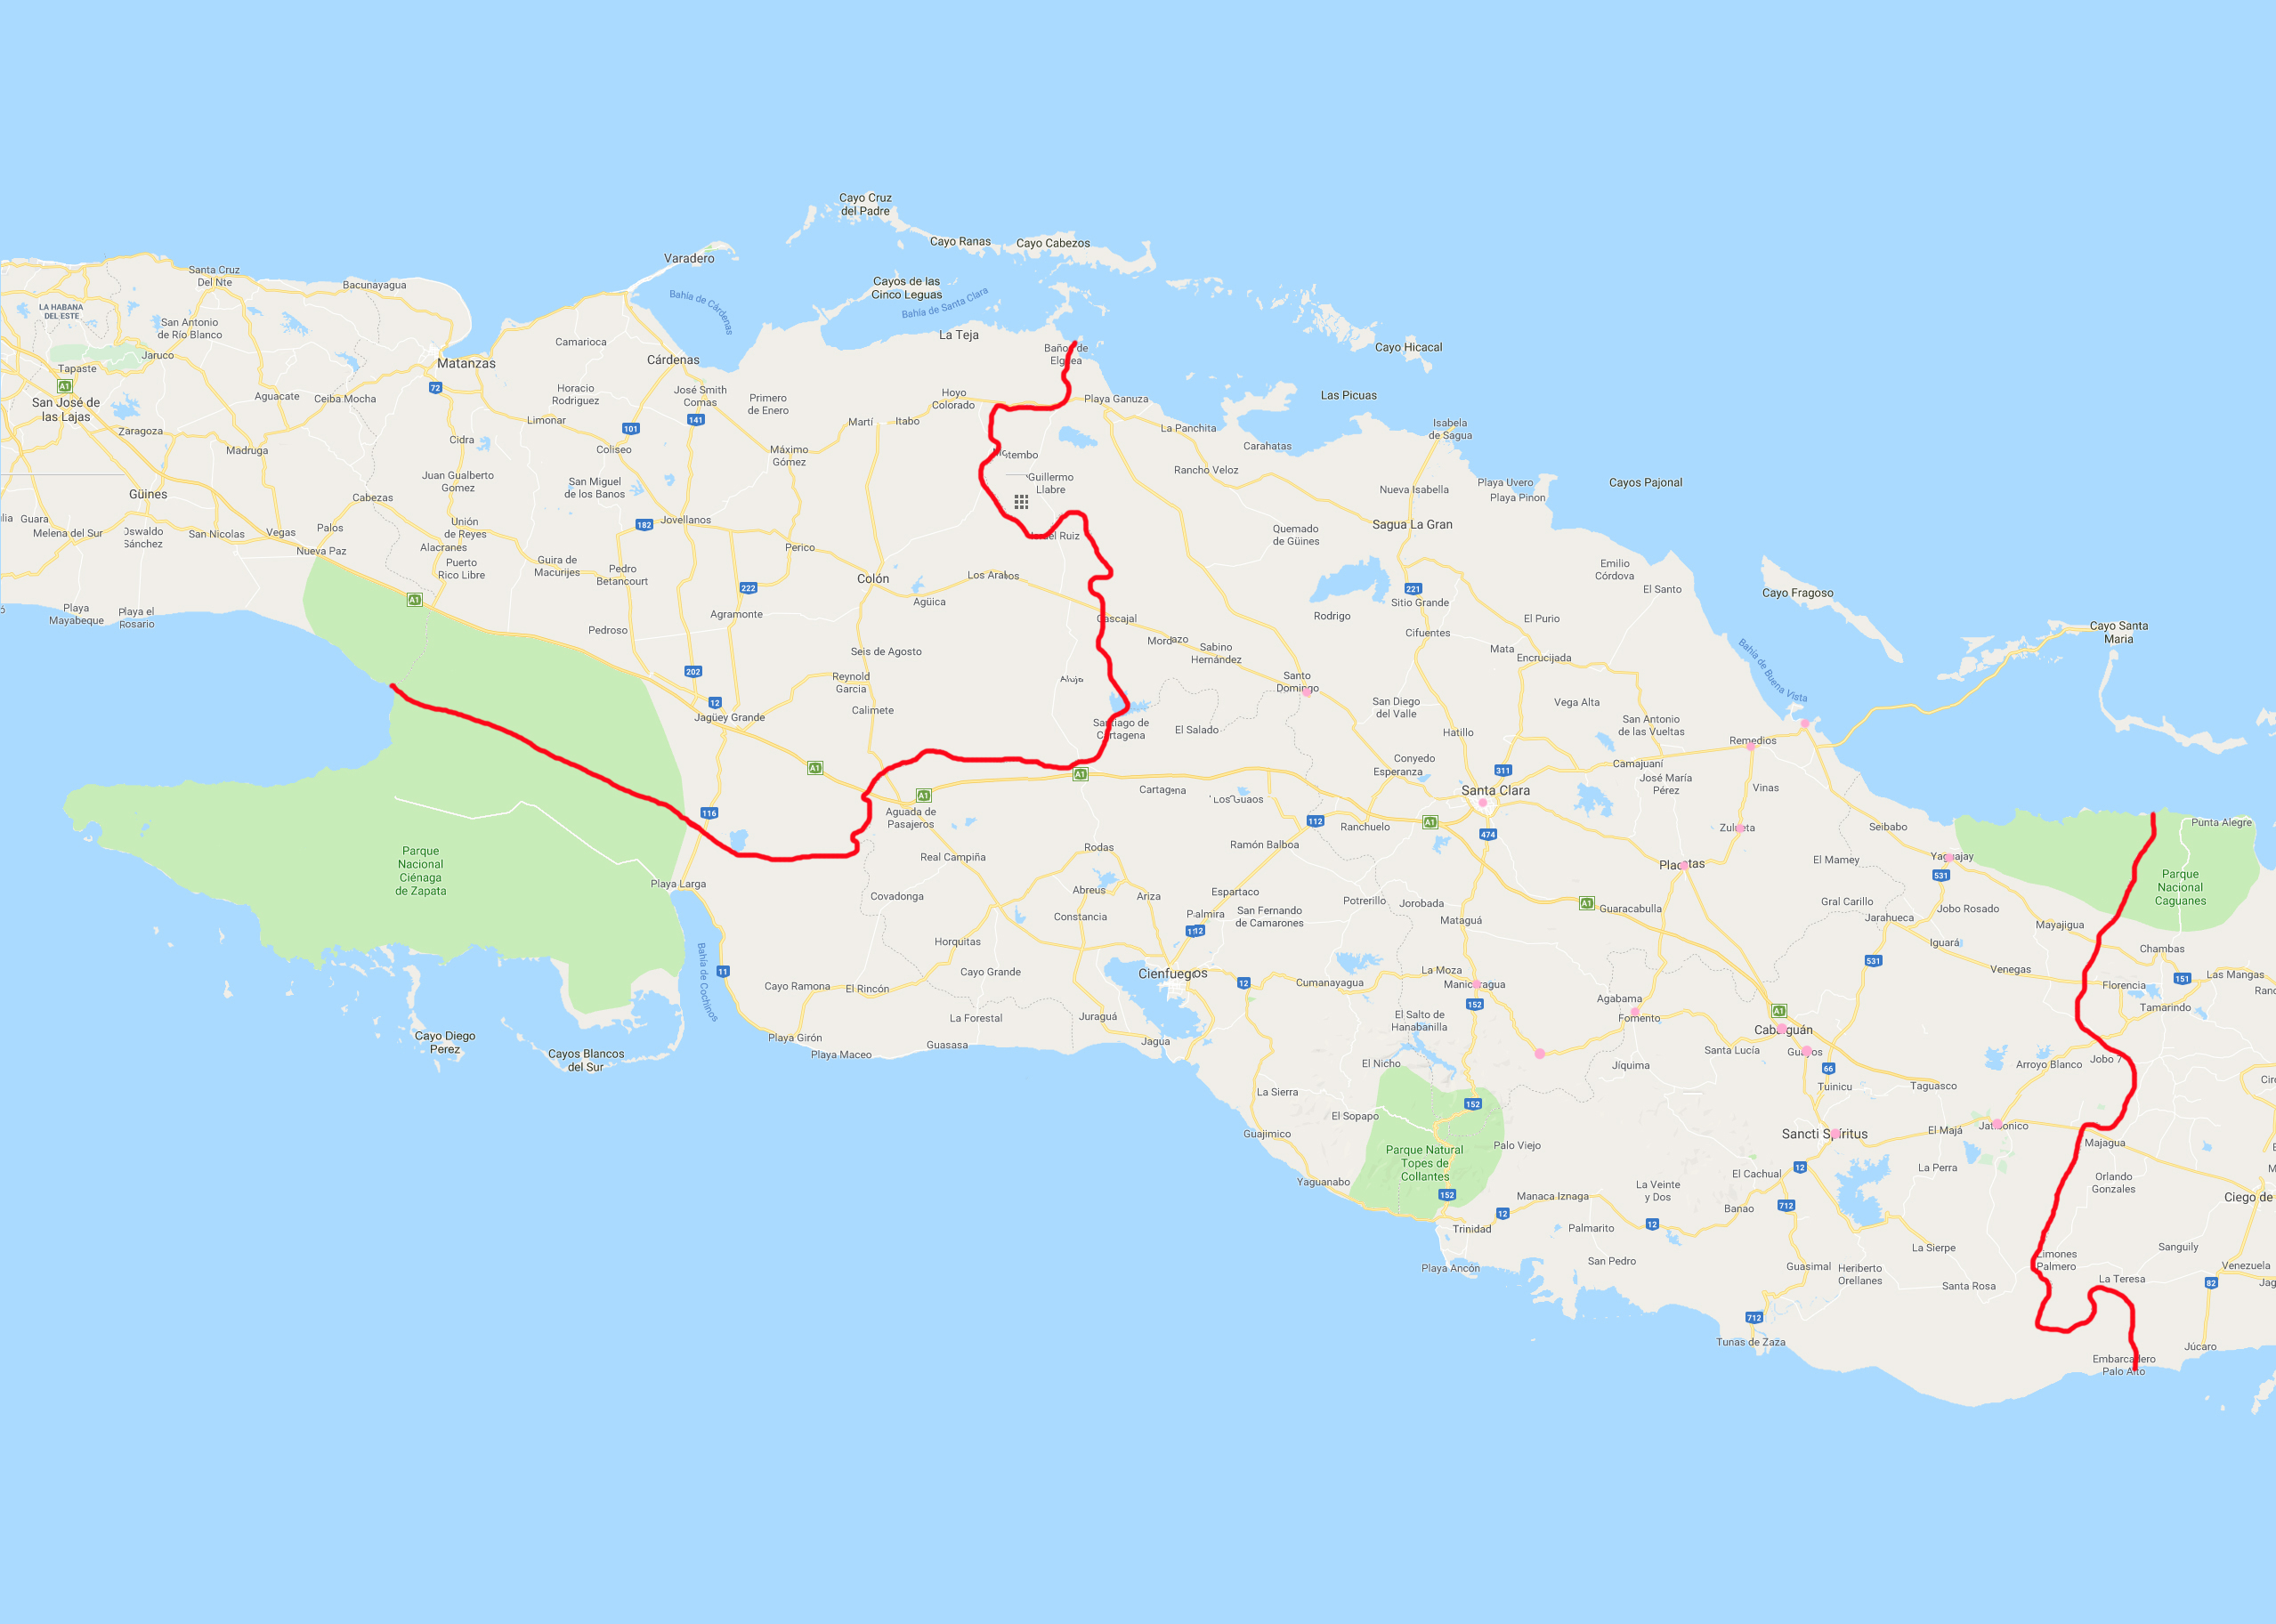 Cayo Cruz
del Padre
Cayo Ranas
Cayo Cabezos
Varadero
Santa Cruz
Del Nte
Bacunayagua
Cayos de las
Cinco Leguas
Bahía de Cárdenas
Bahía de Santa Clara
LA HABANA
DEL ESTE
San Antonio
de Río Blanco
Jaruco
Camarioca
La Teja
Cayo Hicacal
Tapaste
A1
Matanzas
Cárdenas
San José de
las Lajas
Aguacate
Ceiba Mocha
72
Horacio
Rodriguez
José Smith
Comas
Primero
de Enero
Hoyo
Colorado
Playa Ganuza
Las Picuas
Zaragoza
Madruga
Cidra
Limonar
101
141
Martí
Itabo
La Panchita
Isabela
de Sagua
Coliseo
Máximo
Gómez
Carahatas
Juan Gualberto
Gomez
San Miguel
de los Banos
Guillermo
Llabre
Rancho Veloz
Nueva Isabella
Playa Uvero
Playa Pinon
Cayos Pajonal
Güines
Cabezas
Guara
Melena del Sur
Oswaldo
Sánchez
San Nicolas
Vegas
Palos
Nueva Paz
Unión
de Reyes
Alacranes
182
Jovellanos
Quemado
de Güines
Sagua La Gran
Puerto
Rico Libre
Guira de
Macurijes
Pedro
Betancourt
Perico
Colón
Emilio
Córdova
El Santo
Cayo Fragoso
Playa
Mayabeque
Playa el
Rosario
A1
222
Agramonte
Agüica
221
Sitio Grande
Rodrigo
El Purio
Cayo Santa
Maria
Pedroso
Cifuentes
Seis de Agosto
Sabino
Hernández
Mata
Encrucijada
Bahía de Buena Vista
202
12
Reynold
Garcia
Calimete
Santo
Domingo
San Diego
del Valle
Vega Alta
Jagüey Grande
Santiago de
Cartagena
El Salado
Hatillo
San Antonio
de las Vueltas
Remedios
A1
A1
A1
Conyedo
Esperanza
311
Camajuaní
José María
Pérez
Vinas
Cartagena
Santa Clara
116
Aguada de
Pasajeros
112
Ranchuelo
A1
474
Zulueta
Seibabo
Punta Alegre
Parque
Nacional
Ciénaga
de Zapata
Real Campiña
Rodas
Ramón Balboa
Placetas
El Mamey
Yaguajay
531
Parque
Nacional
Caguanes
Playa Larga
Covadonga
Abreus
Ariza
Espartaco
Potrerillo
Jorobada
A1
Guaracabulla
Gral Carillo
Jobo Rosado
Constancia
Palmira
San Fernando
de Camarones
Mataguá
Jarahueca
Mayajigua
Horquitas
12
Iguará
Chambas
Bahía de Cochinos
11
Cayo Grande
Cienfuegos
La Moza
531
Venegas
151
Las Mangas
Cayo Ramona
El Rincón
12
Cumanayagua
Manicaragua
152
Agabama
Florencia
Tamarindo
La Forestal
Juraguá
El Salto de
Hanabanilla
Fomento
A1
Cabaiguán
Cayo Diego
Perez
Cayos Blancos
del Sur
Playa Girón
Playa Maceo
Guasasa
Jagua
El Nicho
Jíquima
Santa Lucía
Guayos
66
Arroyo Blanco
Tuinicu
Taguasco
La Sierra
El Sopapo
152
Guajimico
Palo Viejo
Sancti Spíritus
El Majá
Jatibonico
Majagua
Parque Natural
Topes de
Collantes
Yaguanabo
152
La Veinte
y Dos
El Cachual
12
La Perra
Orlando
Gonzales
Ciego de
Manaca Iznaga
12
Trinidad
Palmarito
12
Banao
712
La Sierpe
Sanguily
Playa Ancón
San Pedro
Guasimal
Heriberto
Orellanes
Santa Rosa
Limones
Palmero
La Teresa
82
Venezuela
712
Tunas de Zaza
Júcaro
Embarcadero
Palo Alto